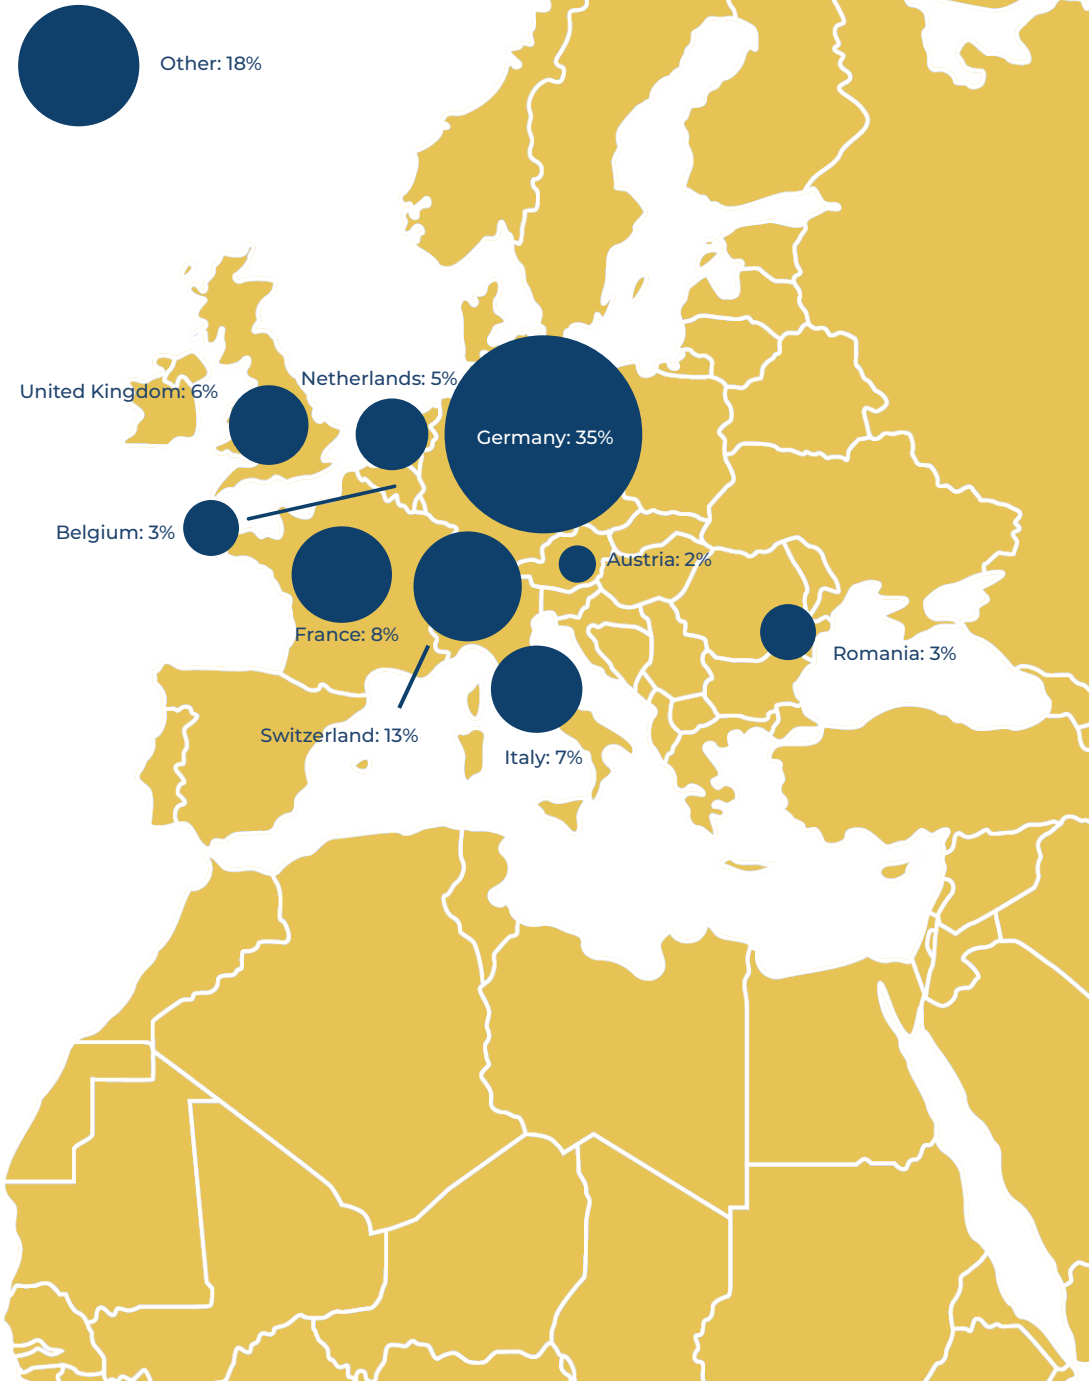 Other: 18%
Netherlands: 5%
United Kingdom: 6%
Germany: 35%
Belgium: 3%
Austria: 2%
France: 8%
Romania: 3%
Switzerland: 13%
Italy: 7%